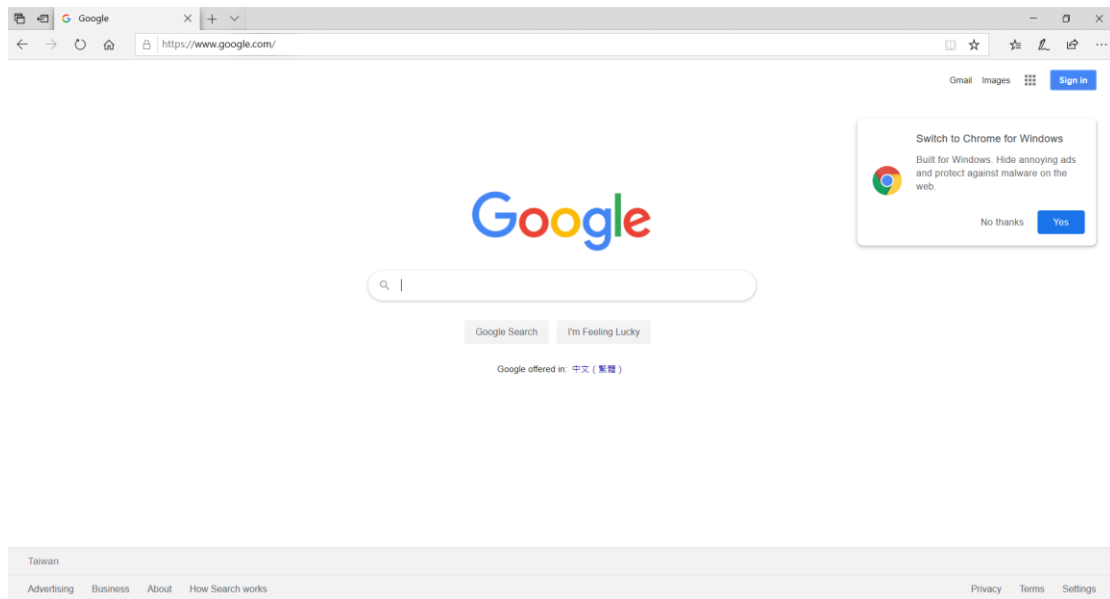 Google
https://www.google.com/
Gmail Images Sign in
Switch to Chrome for Windows
Built for Windows. Hide annoying ads
and protect against malware on the
web.
No thanks Yes
Google
Google Search I'm Feeling Lucky
Google offered in: 中文 ( 繁體 )
Taiwan
Advertising Business About How Search works Privacy Terms Settings